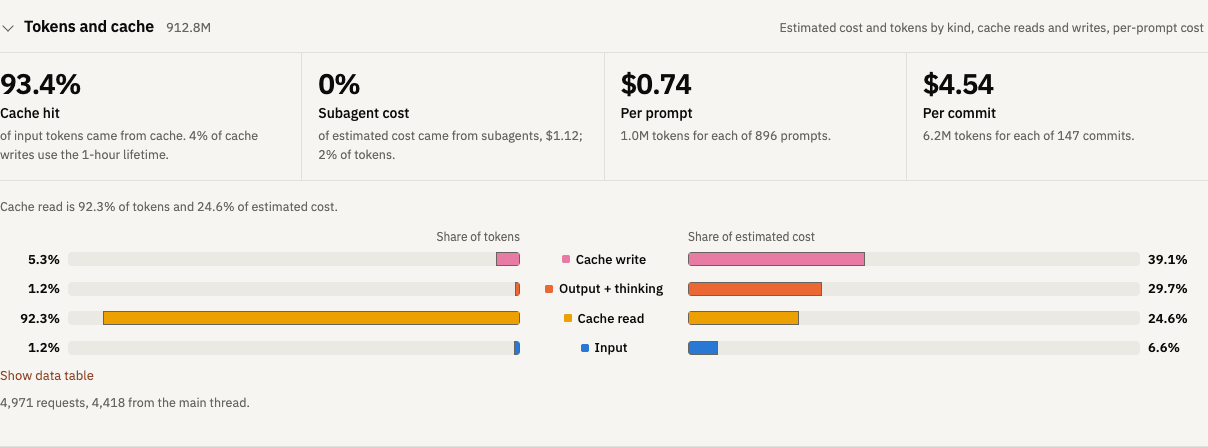 Tokens and cache 912.8M
Estimated cost and tokens by kind, cache reads and writes, per-prompt cost
93.4%
Cache hit
of input tokens came from cache. 4% of cache
writes use the 1-hour lifetime.
0%
Subagent cost
of estimated cost came from subagents, $1.12;
2% of tokens.
$0.74
Per prompt
1.0M tokens for each of 896 prompts.
$4.54
Per commit
6.2M tokens for each of 147 commits.
Cache read is 92.3% of tokens and 24.6% of estimated cost.
Share of tokens Share of estimated cost
5.3% Cache write 39.1%
1.2% Output + thinking 29.7%
92.3% Cache read 24.6%
1.2% Input 6.6%
Show data table
4,971 requests, 4,418 from the main thread.